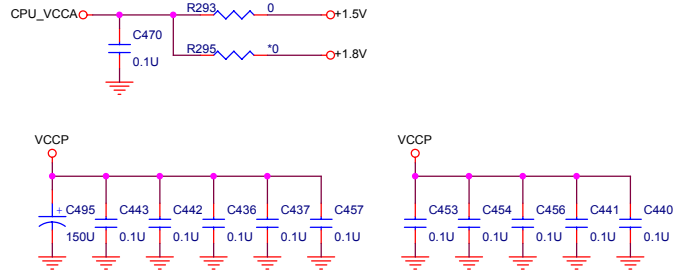 CPU_VCCA R293 0 +1.5V
C470 R295 *0 +1.8V
0.1U
VCCP VCCP
+ C495 C443 C442 C436 C437 C457 C453 C454 C456 C441 C440
150U 0.1U 0.1U 0.1U 0.1U 0.1U 0.1U 0.1U 0.1U 0.1U 0.1U